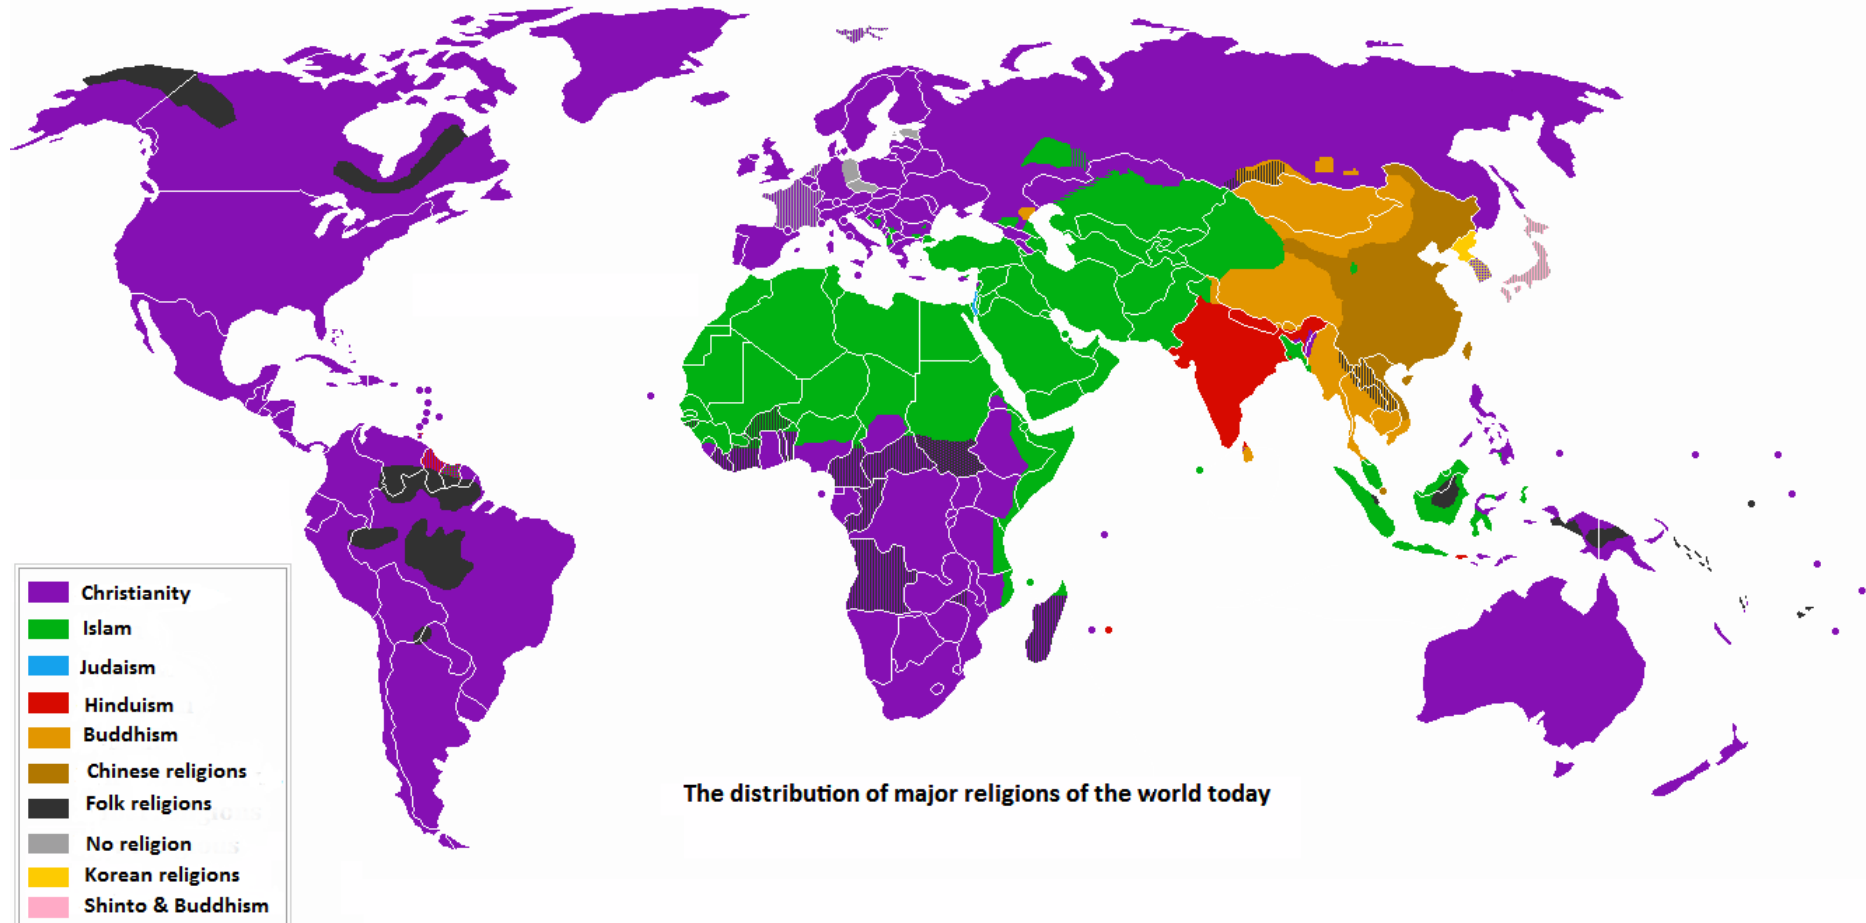 Christianity
Islam
Judaism
Hinduism
Buddhism
Chinese religions
Folk religions
No religion
Korean religions
Shinto & Buddhism
The distribution of major religions of the world today